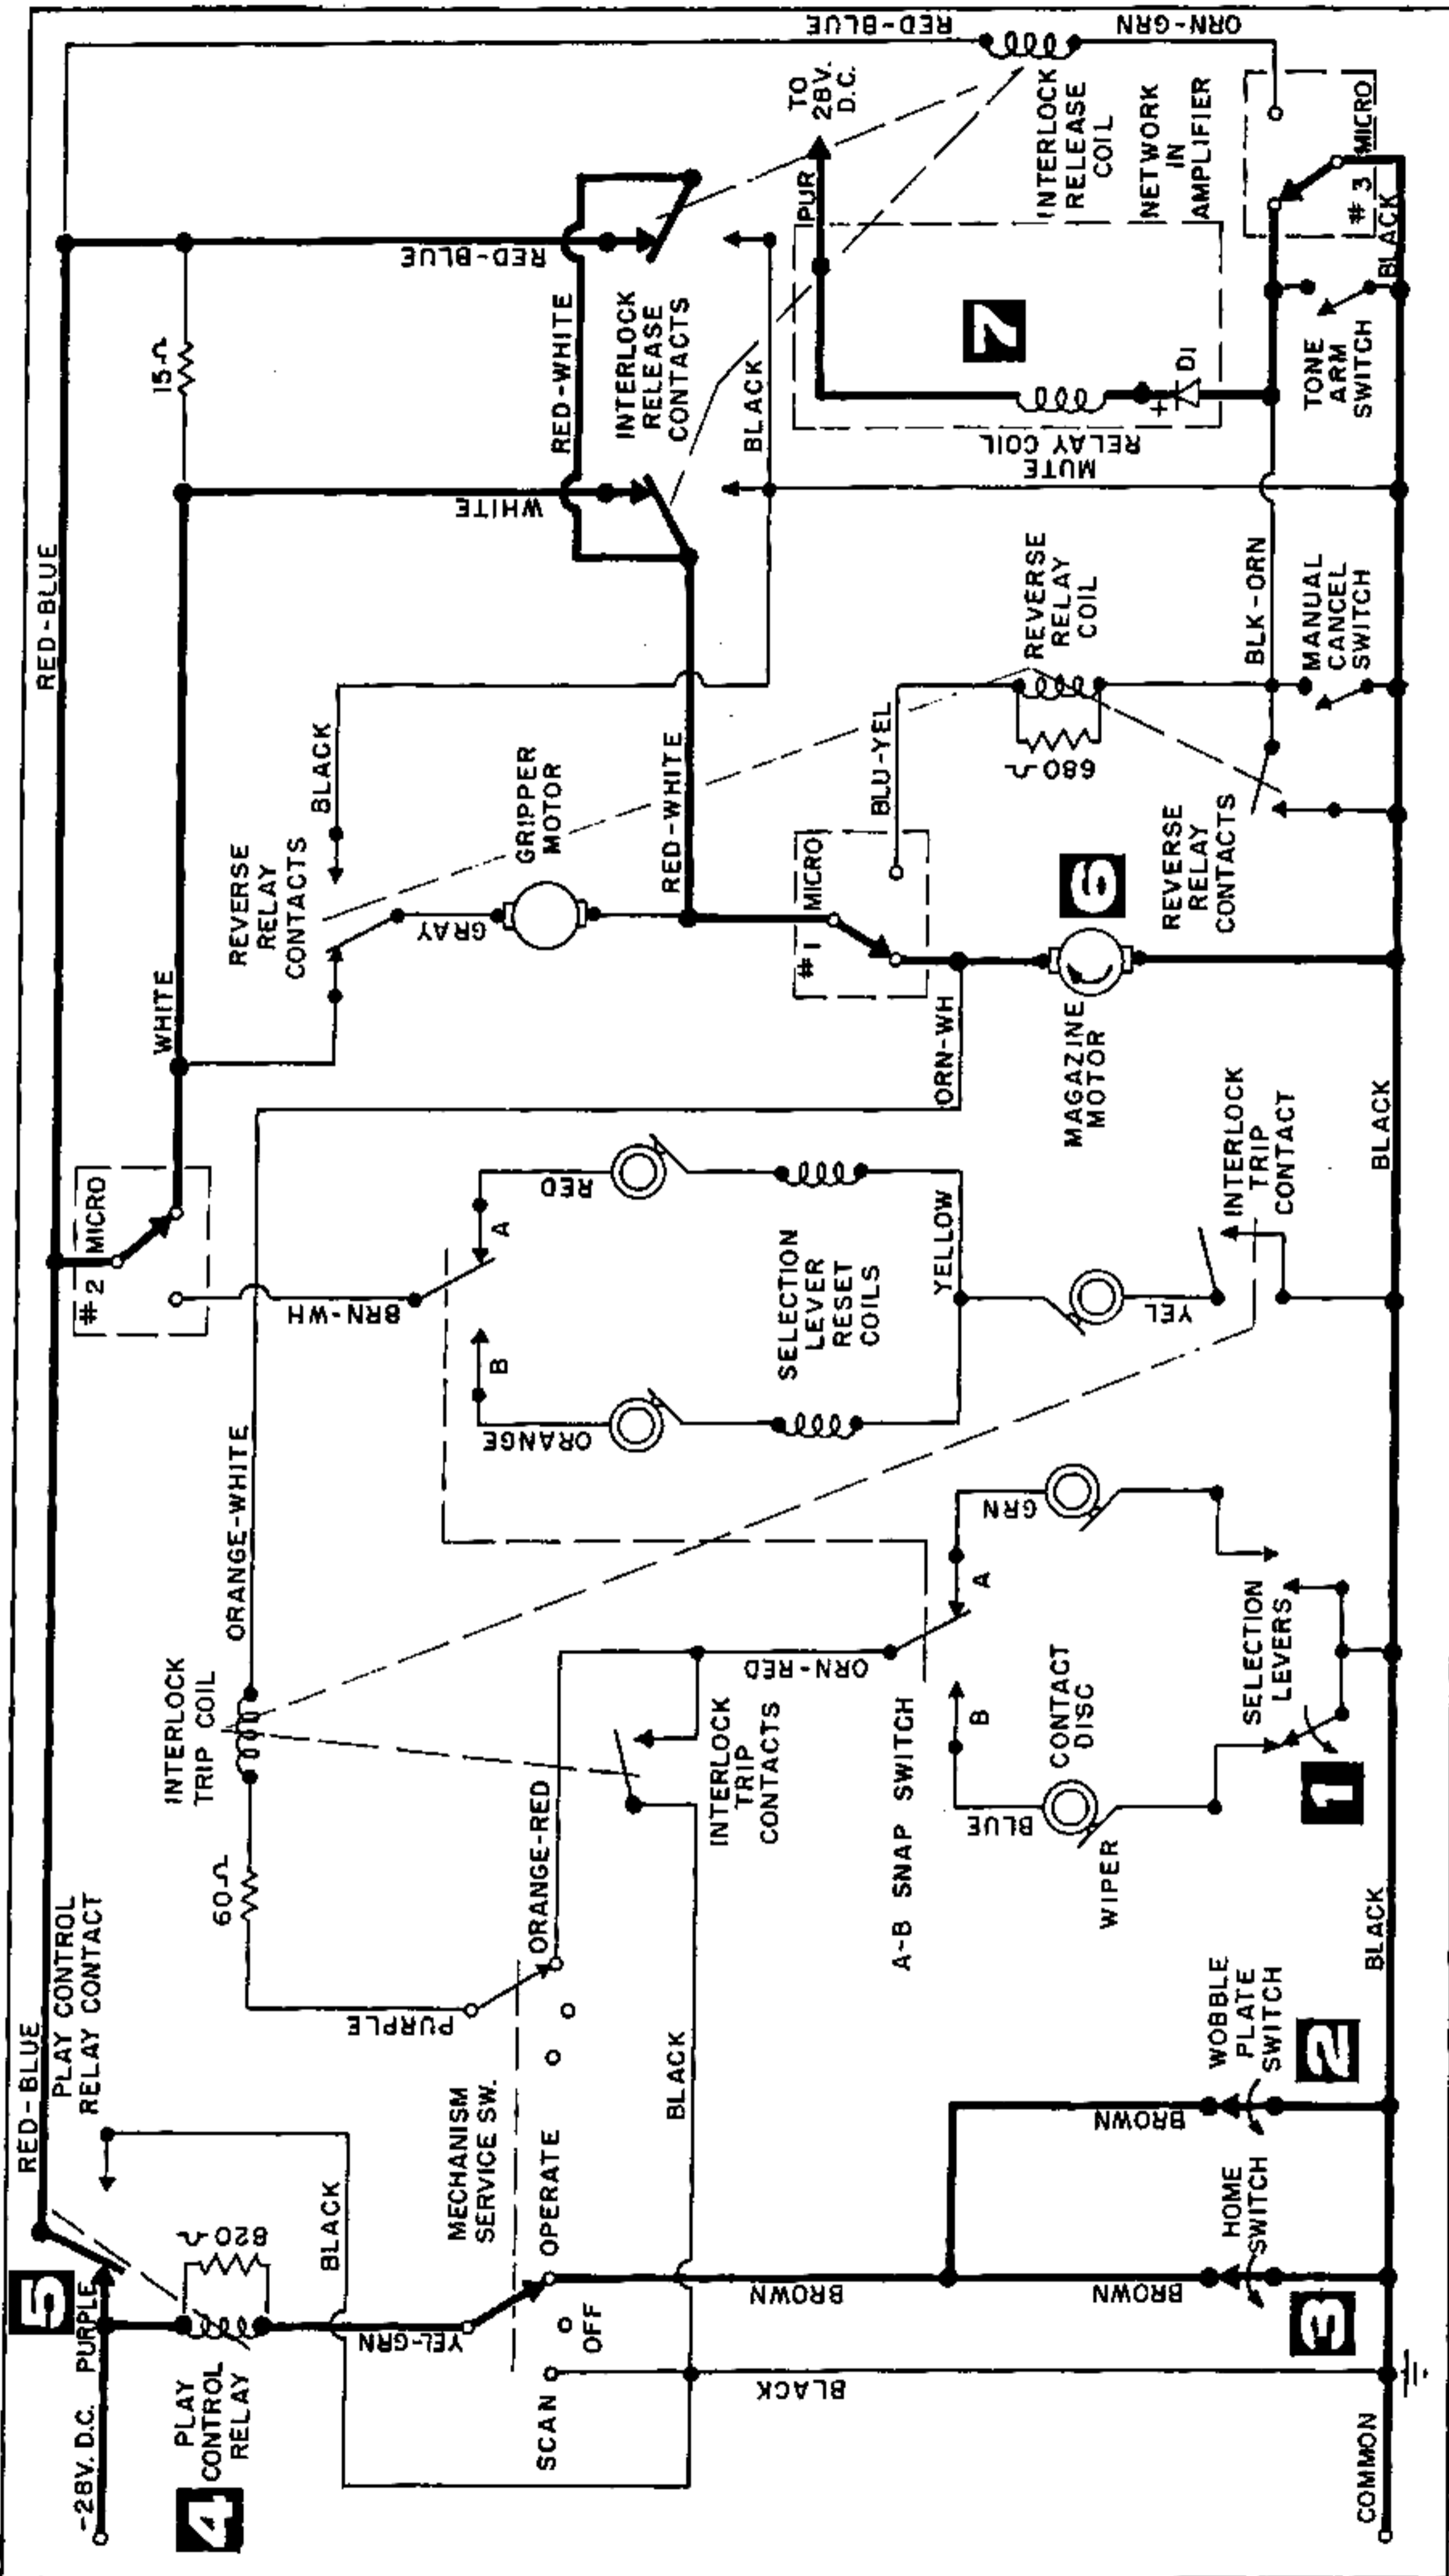 -28V. D.C.
PURPLE
5
RED-BLUE
PLAY CONTROL
RELAY CONTACT
RED-BLUE
4
PLAY
CONTROL
RELAY
820 Ω
BLACK
YEL-GRN
MECHANISM
SERVICE SW.
SCAN
OFF
OPERATE
BLACK
BROWN
BROWN
BROWN
3
HOME
SWITCH
2
WOBBLE
PLATE
SWITCH
COMMON
BLACK
BLACK
PURPLE
60Ω
INTERLOCK
TRIP COIL
ORANGE-WHITE
ORANGE-RED
INTERLOCK
TRIP
CONTACTS
ORN-RED
A-B SNAP SWITCH
B
A
BLUE
GRN
CONTACT
DISC
WIPER
1
SELECTION
LEVERS
#2 MICRO
BRN-WH
B
A
ORANGE
RED
SELECTION
LEVER
RESET
COILS
YELLOW
YEL
INTERLOCK
TRIP
CONTACT
BLACK
WHITE
REVERSE
RELAY
CONTACTS
BLACK
GRAY
GRIPPER
MOTOR
RED-WHITE
ORN-WH
#1 MICRO
BLU-YEL
MAGAZINE
MOTOR
6
REVERSE
RELAY
CONTACTS
680 Ω
REVERSE
RELAY
COIL
BLK-ORN
MANUAL
CANCEL
SWITCH
15Ω
WHITE
RED-WHITE
RED-BLUE
INTERLOCK
RELEASE
CONTACTS
BLACK
MUTE
RELAY COIL
7
D1
+
PUR
TO
28V.
D.C.
INTERLOCK
RELEASE
COIL
NETWORK
IN
AMPLIFIER
TONE
ARM
SWITCH
BLACK
#3 MICRO
RED-BLUE
ORN-GRN